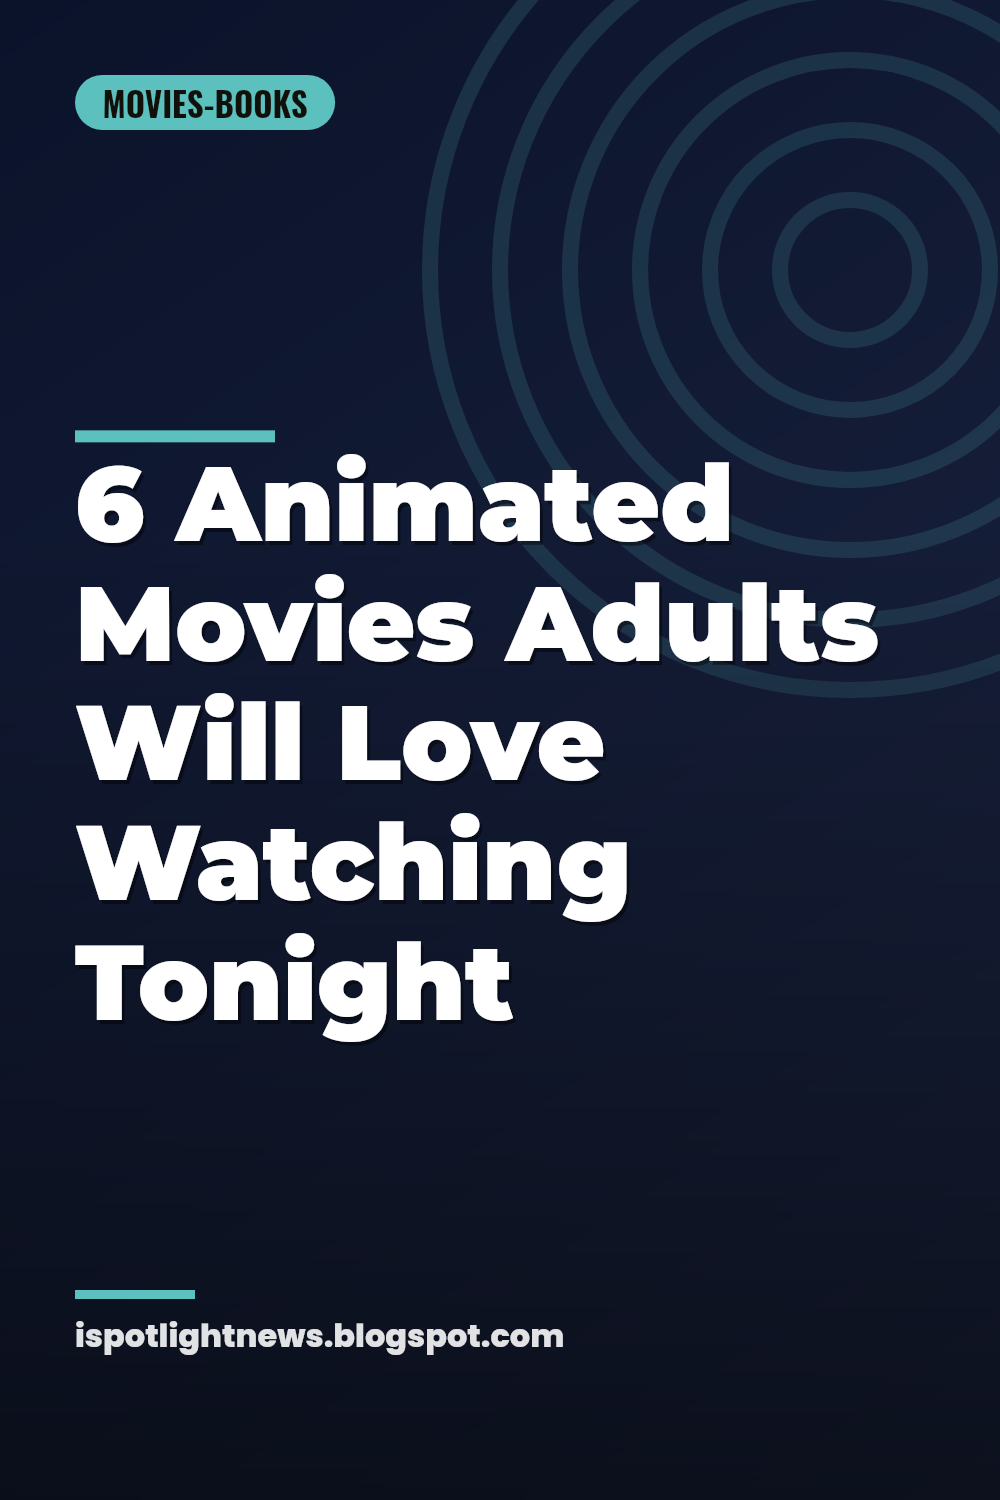 MOVIES-BOOKS
6 Animated
Movies Adults
Will Love
Watching
Tonight
ispotlightnews.blogspot.com